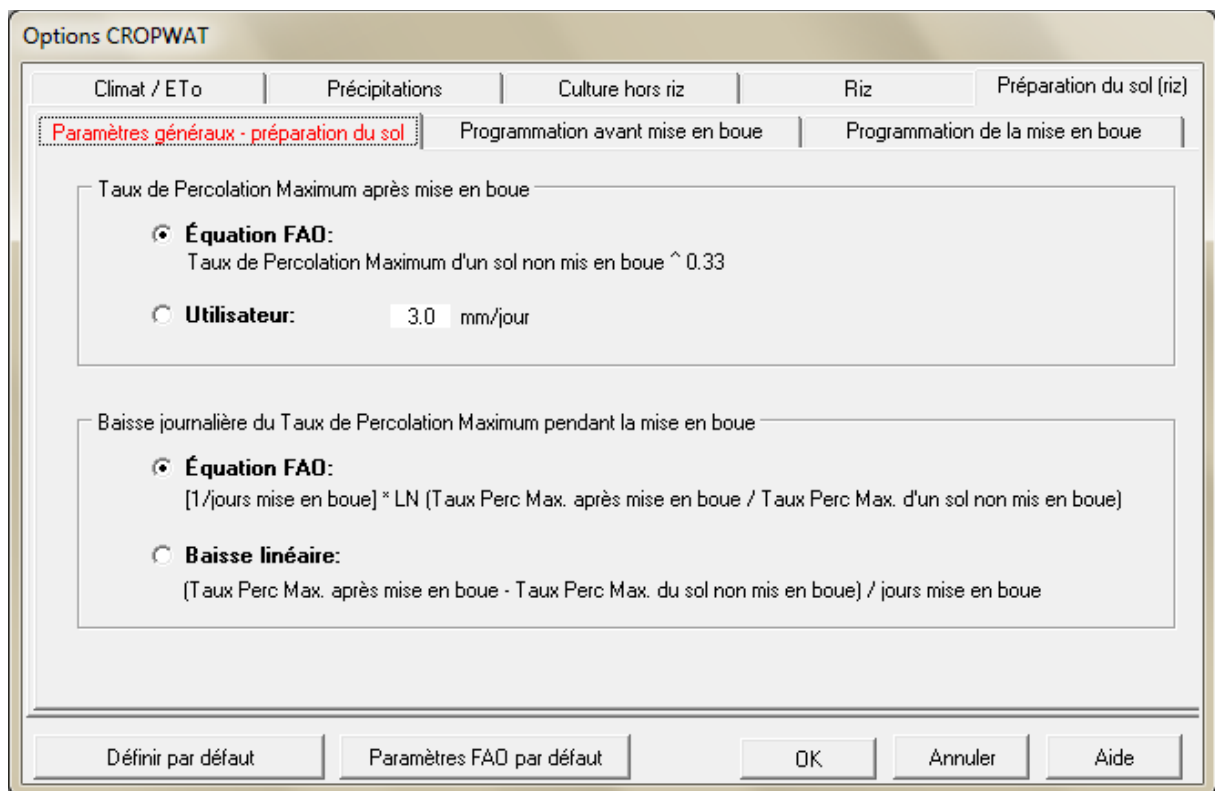 Options CROPWAT
Climat / ETo Précipitations Culture hors riz Riz Préparation du sol (riz)
Paramètres généraux - préparation du sol Programmation avant mise en boue Programmation de la mise en boue
Taux de Percolation Maximum après mise en boue
Équation FAO:
Taux de Percolation Maximum d'un sol non mis en boue ^ 0.33
Utilisateur: 3.0 mm/jour
Baisse journalière du Taux de Percolation Maximum pendant la mise en boue
Équation FAO:
[1/jours mise en boue] * LN (Taux Perc Max. après mise en boue / Taux Perc Max. d'un sol non mis en boue)
Baisse linéaire:
(Taux Perc Max. après mise en boue - Taux Perc Max. du sol non mis en boue) / jours mise en boue
Définir par défaut Paramètres FAO par défaut OK Annuler Aide